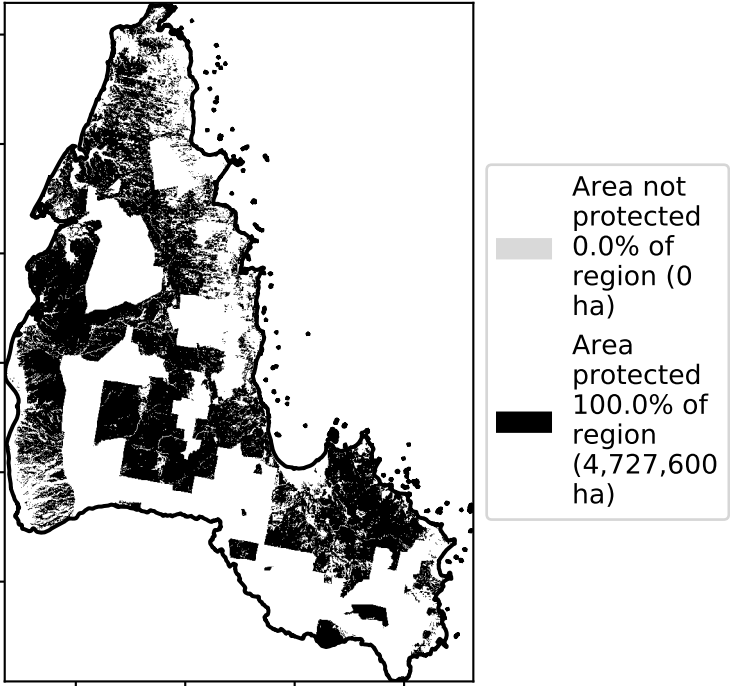 Area not
protected
0.0% of
region (0
ha)
Area
protected
100.0% of
region
(4,727,600
ha)